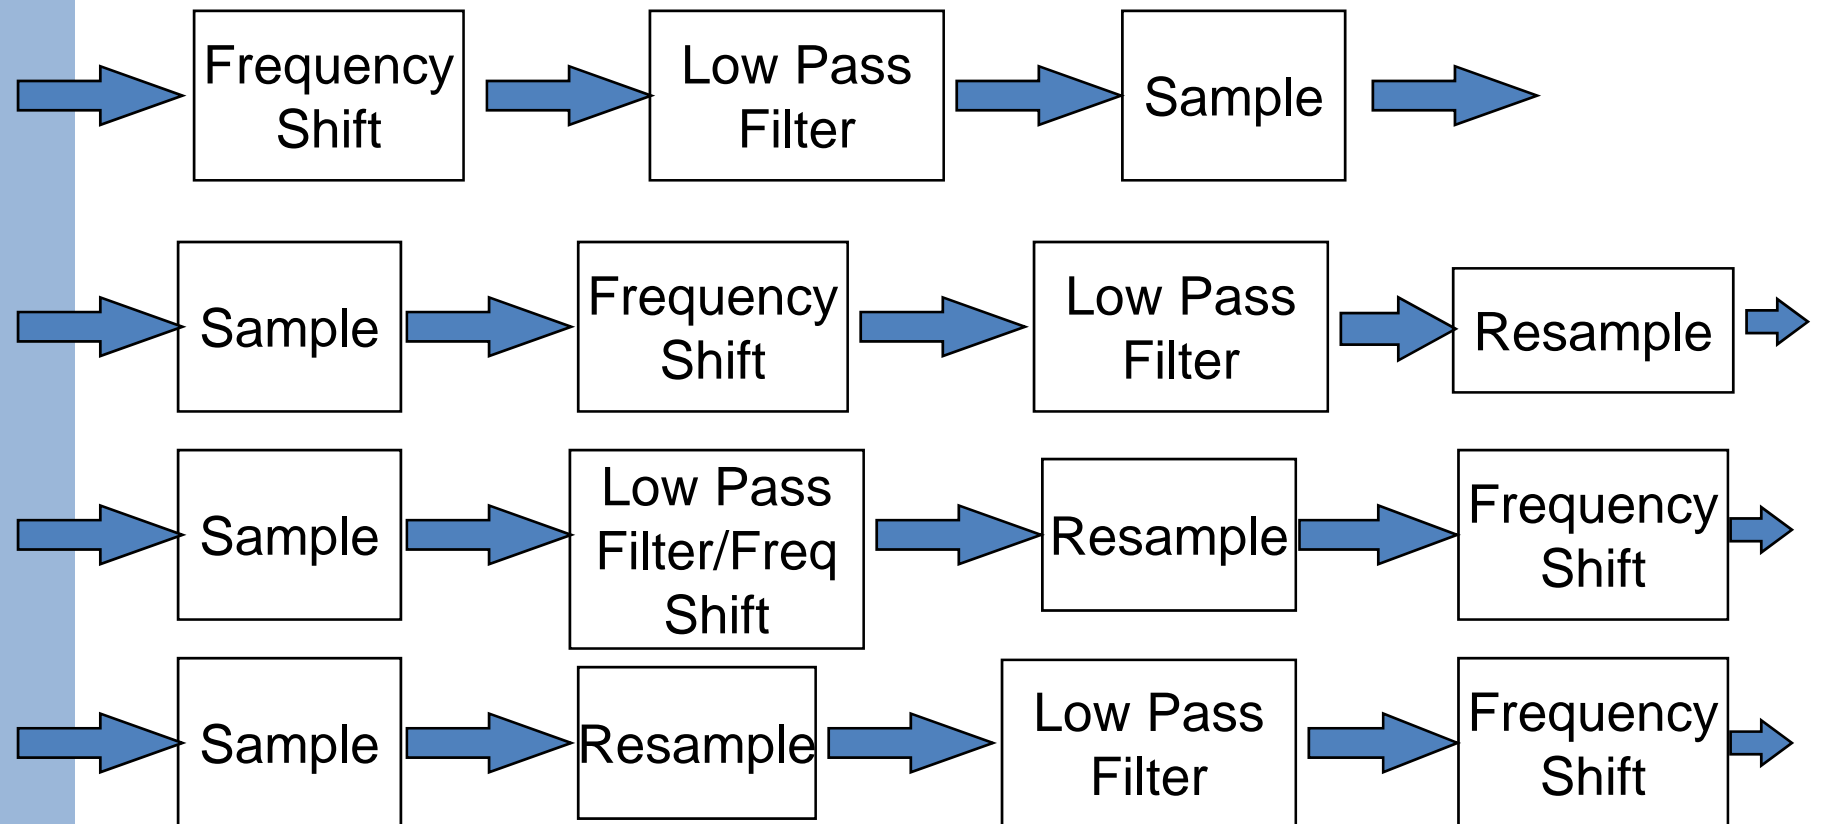 Frequency
Shift
Low Pass
Filter
Sample
Sample
Frequency
Shift
Low Pass
Filter
Resample
Sample
Low Pass
Filter/Freq
Shift
Resample
Frequency
Shift
Sample
Resample
Low Pass
Filter
Frequency
Shift